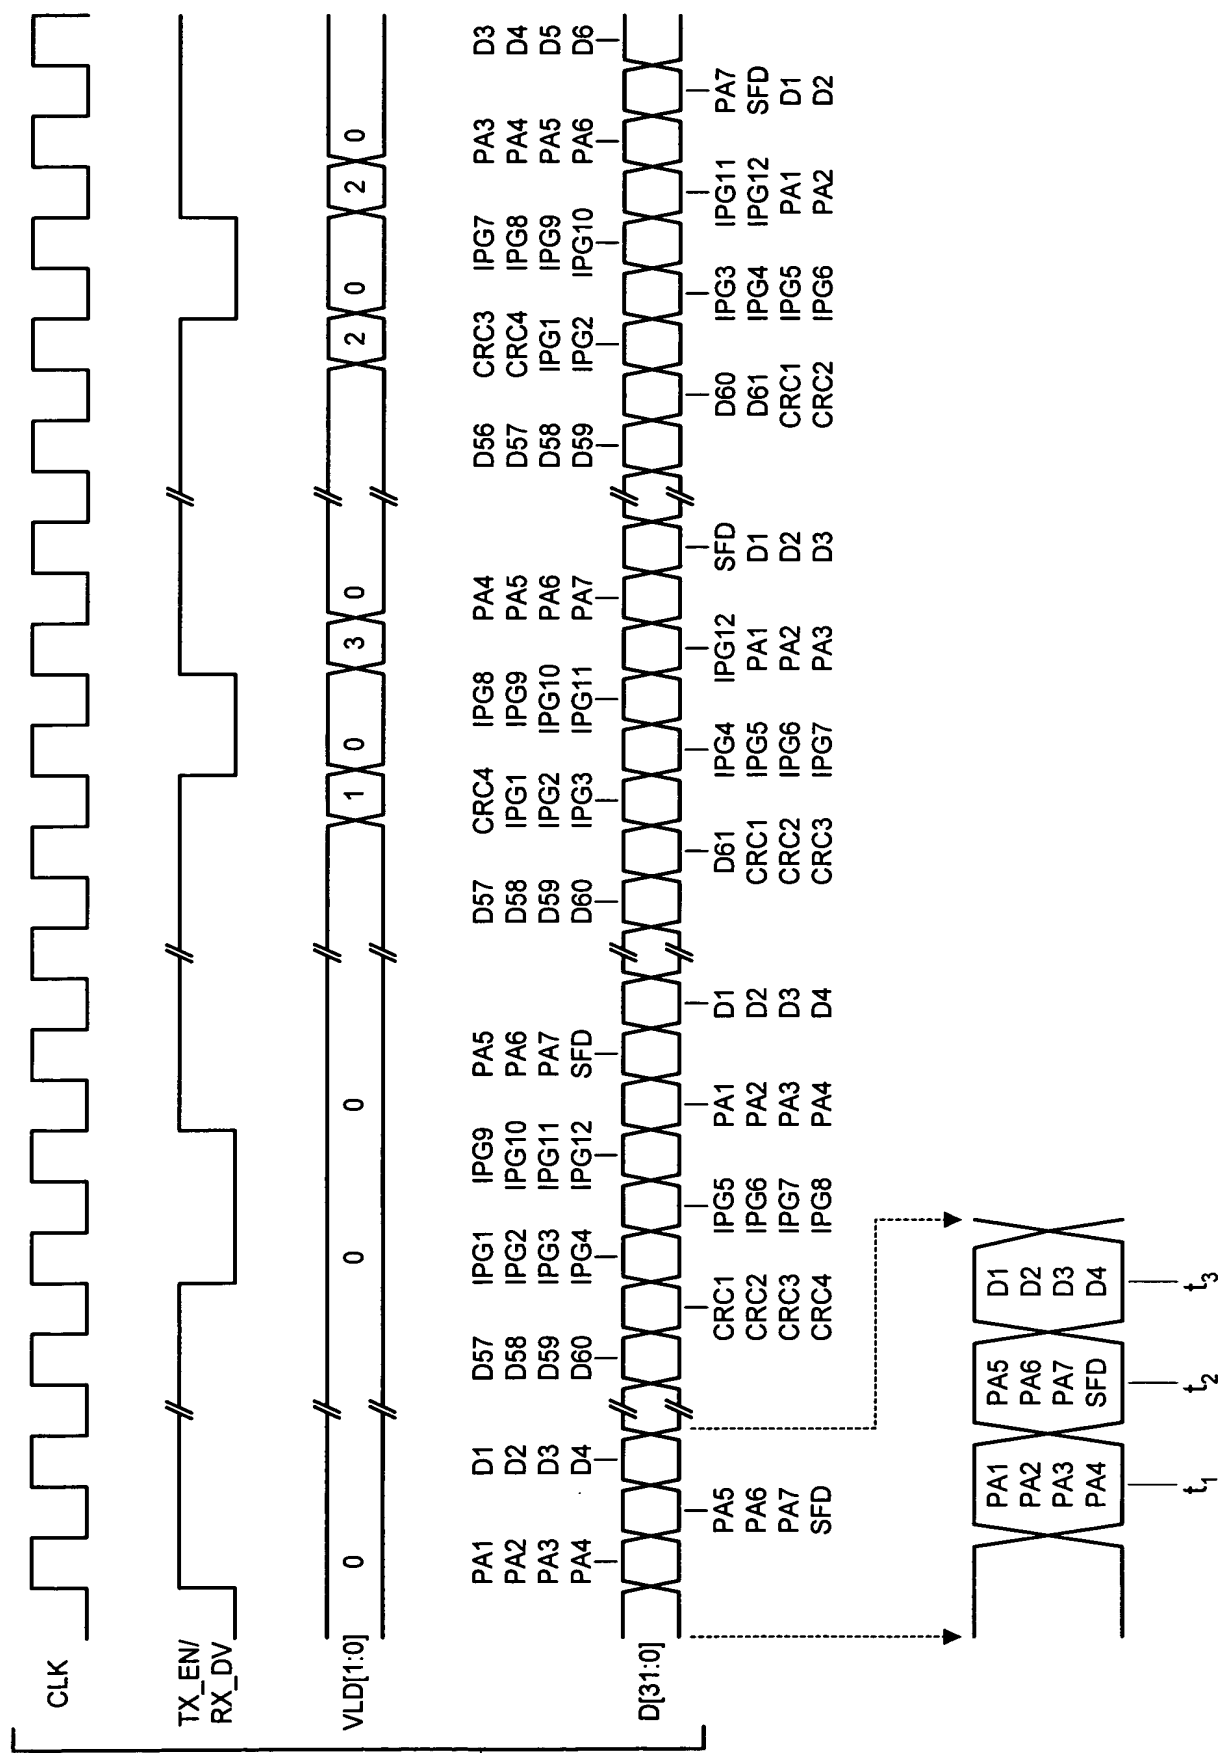 CLK
TX_EN/
RX_DV
VLD[1:0]
0
0
0
1
0
3
0
2
0
2
0
D[31:0]
PA1
PA2
PA3
PA4
PA5
PA6
PA7
SFD
D1
D2
D3
D4
D57
D58
D59
D60
CRC1
CRC2
CRC3
CRC4
IPG1
IPG2
IPG3
IPG4
IPG5
IPG6
IPG7
IPG8
IPG9
IPG10
IPG11
IPG12
PA1
PA2
PA3
PA4
PA5
PA6
PA7
SFD
D1
D2
D3
D4
D57
D58
D59
D60
D61
CRC1
CRC2
CRC3
CRC4
IPG1
IPG2
IPG3
IPG4
IPG5
IPG6
IPG7
IPG8
IPG9
IPG10
IPG11
IPG12
PA1
PA2
PA3
PA4
PA5
PA6
PA7
SFD
D1
D2
D3
D56
D57
D58
D59
D60
D61
CRC1
CRC2
CRC3
CRC4
IPG1
IPG2
IPG3
IPG4
IPG5
IPG6
IPG7
IPG8
IPG9
IPG10
IPG11
IPG12
PA1
PA2
PA3
PA4
PA5
PA6
PA7
SFD
D1
D2
D3
D4
D5
D6
PA1
PA2
PA3
PA4
PA5
PA6
PA7
SFD
D1
D2
D3
D4
t1
t2
t3